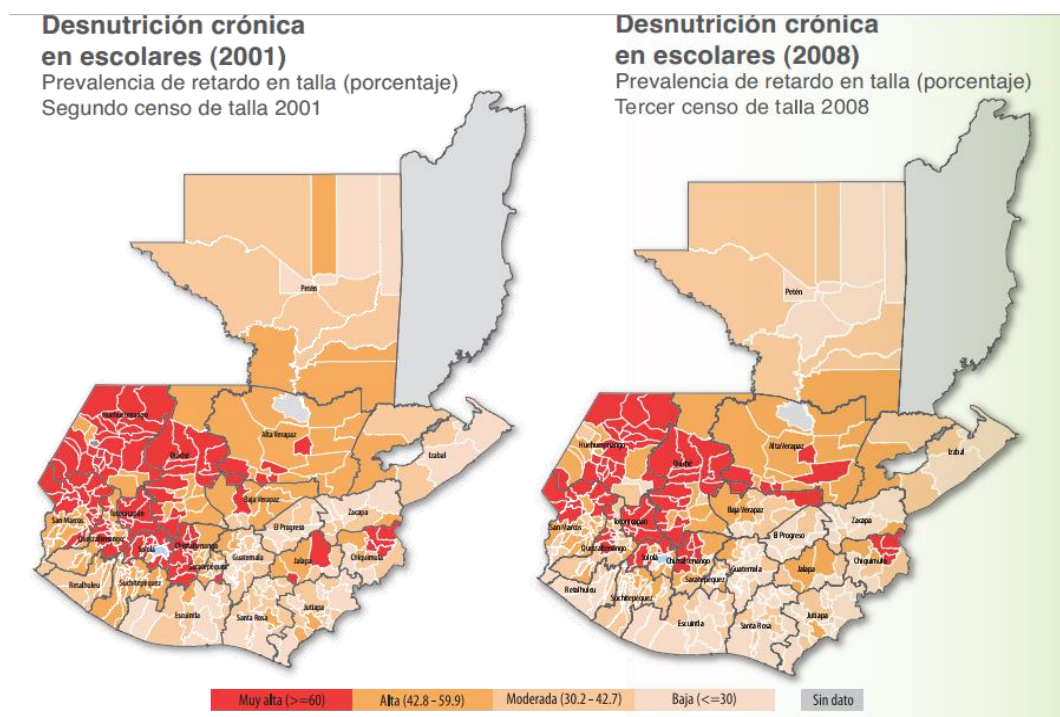 Desnutrición crónica
en escolares (2001)
Prevalencia de retardo en talla (porcentaje)
Segundo censo de talla 2001
Petén
Huehuetenango
Quiché
Alta Verapaz
Izabal
Baja Verapaz
Zacapa
San Marcos
Totonicapán
El Progreso
Quetzaltenango
Sololá
Chimaltenango
Guatemala
Chiquimula
Sacatepéquez
Jalapa
Retalhuleu
Suchitepéquez
Escuintla
Santa Rosa
Jutiapa
Desnutrición crónica
en escolares (2008)
Prevalencia de retardo en talla (porcentaje)
Tercer censo de talla 2008
Petén
Huehuetenango
Quiché
Alta Verapaz
Izabal
Baja Verapaz
Zacapa
San Marcos
Totonicapán
El Progreso
Quetzaltenango
Sololá
Chimaltenango
Guatemala
Chiquimula
Sacatepéquez
Jalapa
Retalhuleu
Suchitepéquez
Escuintla
Santa Rosa
Jutiapa
Muy alta (>=60)
Alta (42.8 – 59.9)
Moderada (30.2 – 42.7)
Baja (<=30)
Sin dato